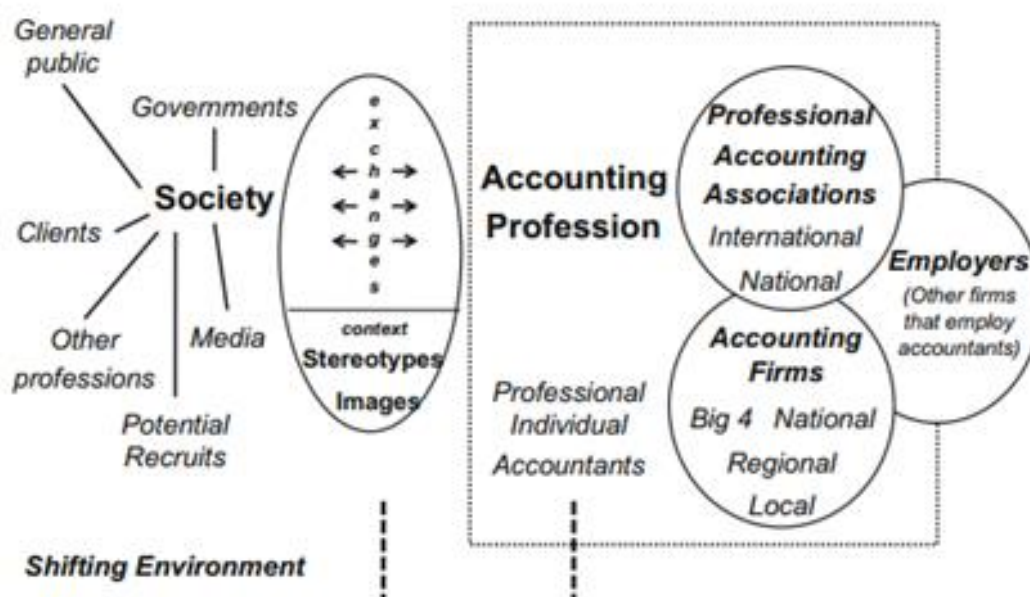 General
public
Governments
Society
Clients
Other
professions
Media
Potential
Recruits
exchanges
context
Stereotypes
Images
Accounting
Profession
Professional
Individual
Accountants
Professional
Accounting
Associations
International
National
Employers
(Other firms
that employ
accountants)
Accounting
Firms
Big 4 National
Regional
Local
Shifting Environment